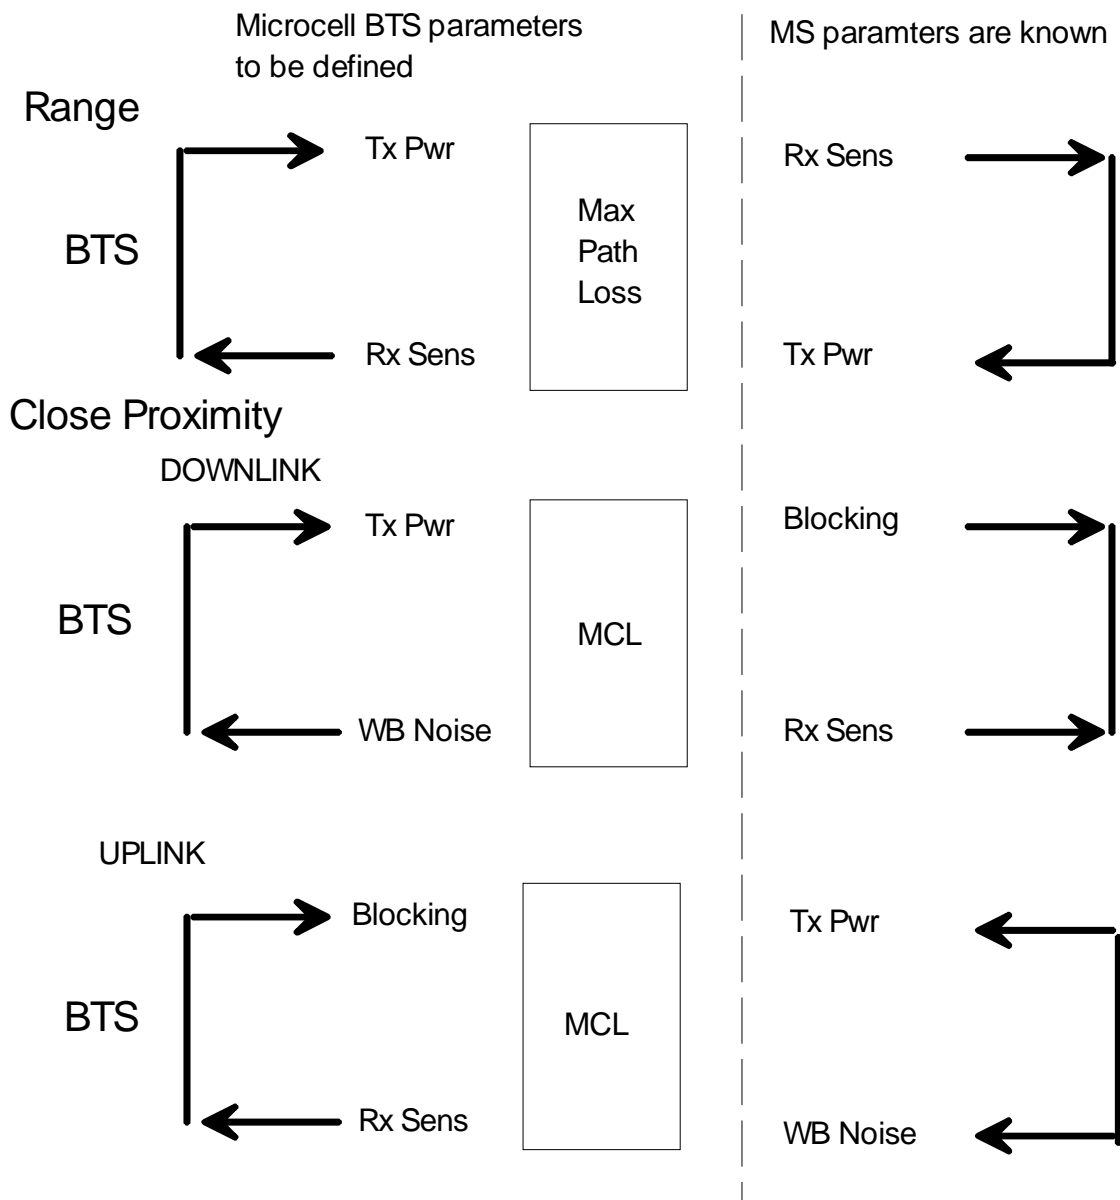 Microcell BTS parameters
to be defined
MS paramters are known
Range
Tx Pwr
Rx Sens
BTS
Max
Path
Loss
Rx Sens
Tx Pwr
Close Proximity
DOWNLINK
Tx Pwr
Blocking
BTS
MCL
WB Noise
Rx Sens
UPLINK
Blocking
Tx Pwr
BTS
MCL
Rx Sens
WB Noise